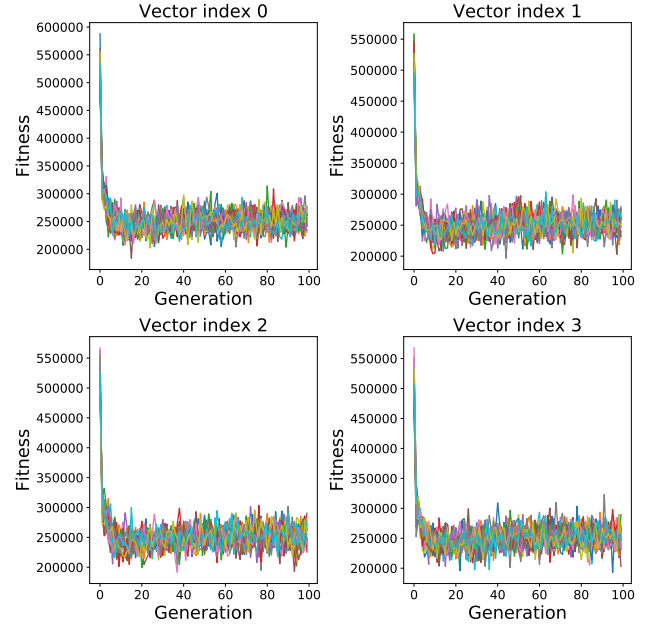 Vector index 0
Fitness
600000
550000
500000
450000
400000
350000
300000
250000
200000
0 20 40 60 80 100
Generation
Vector index 1
Fitness
550000
500000
450000
400000
350000
300000
250000
200000
0 20 40 60 80 100
Generation
Vector index 2
Fitness
550000
500000
450000
400000
350000
300000
250000
200000
0 20 40 60 80 100
Generation
Vector index 3
Fitness
550000
500000
450000
400000
350000
300000
250000
200000
0 20 40 60 80 100
Generation